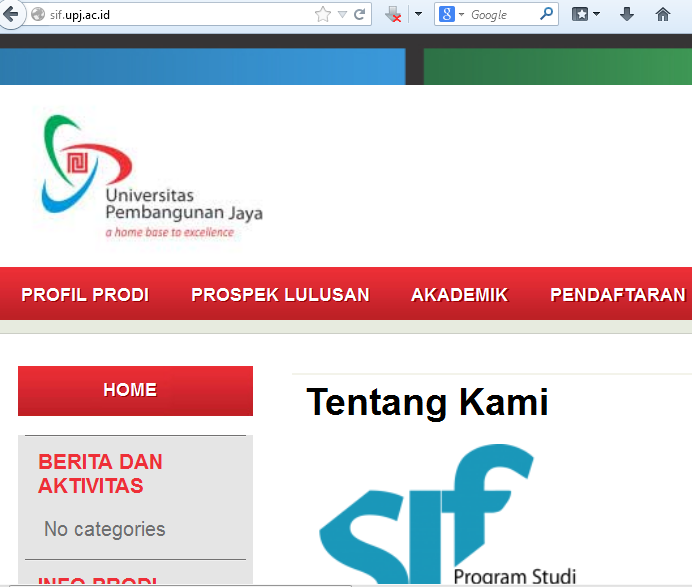 sif.upj.ac.id
Google
Universitas
Pembangunan Jaya
a home base to excellence
PROFIL PRODI PROSPEK LULUSAN AKADEMIK PENDAFTARAN
HOME
Tentang Kami
BERITA DAN
AKTIVITAS
No categories
INFO PRODI
sif
Program Studi